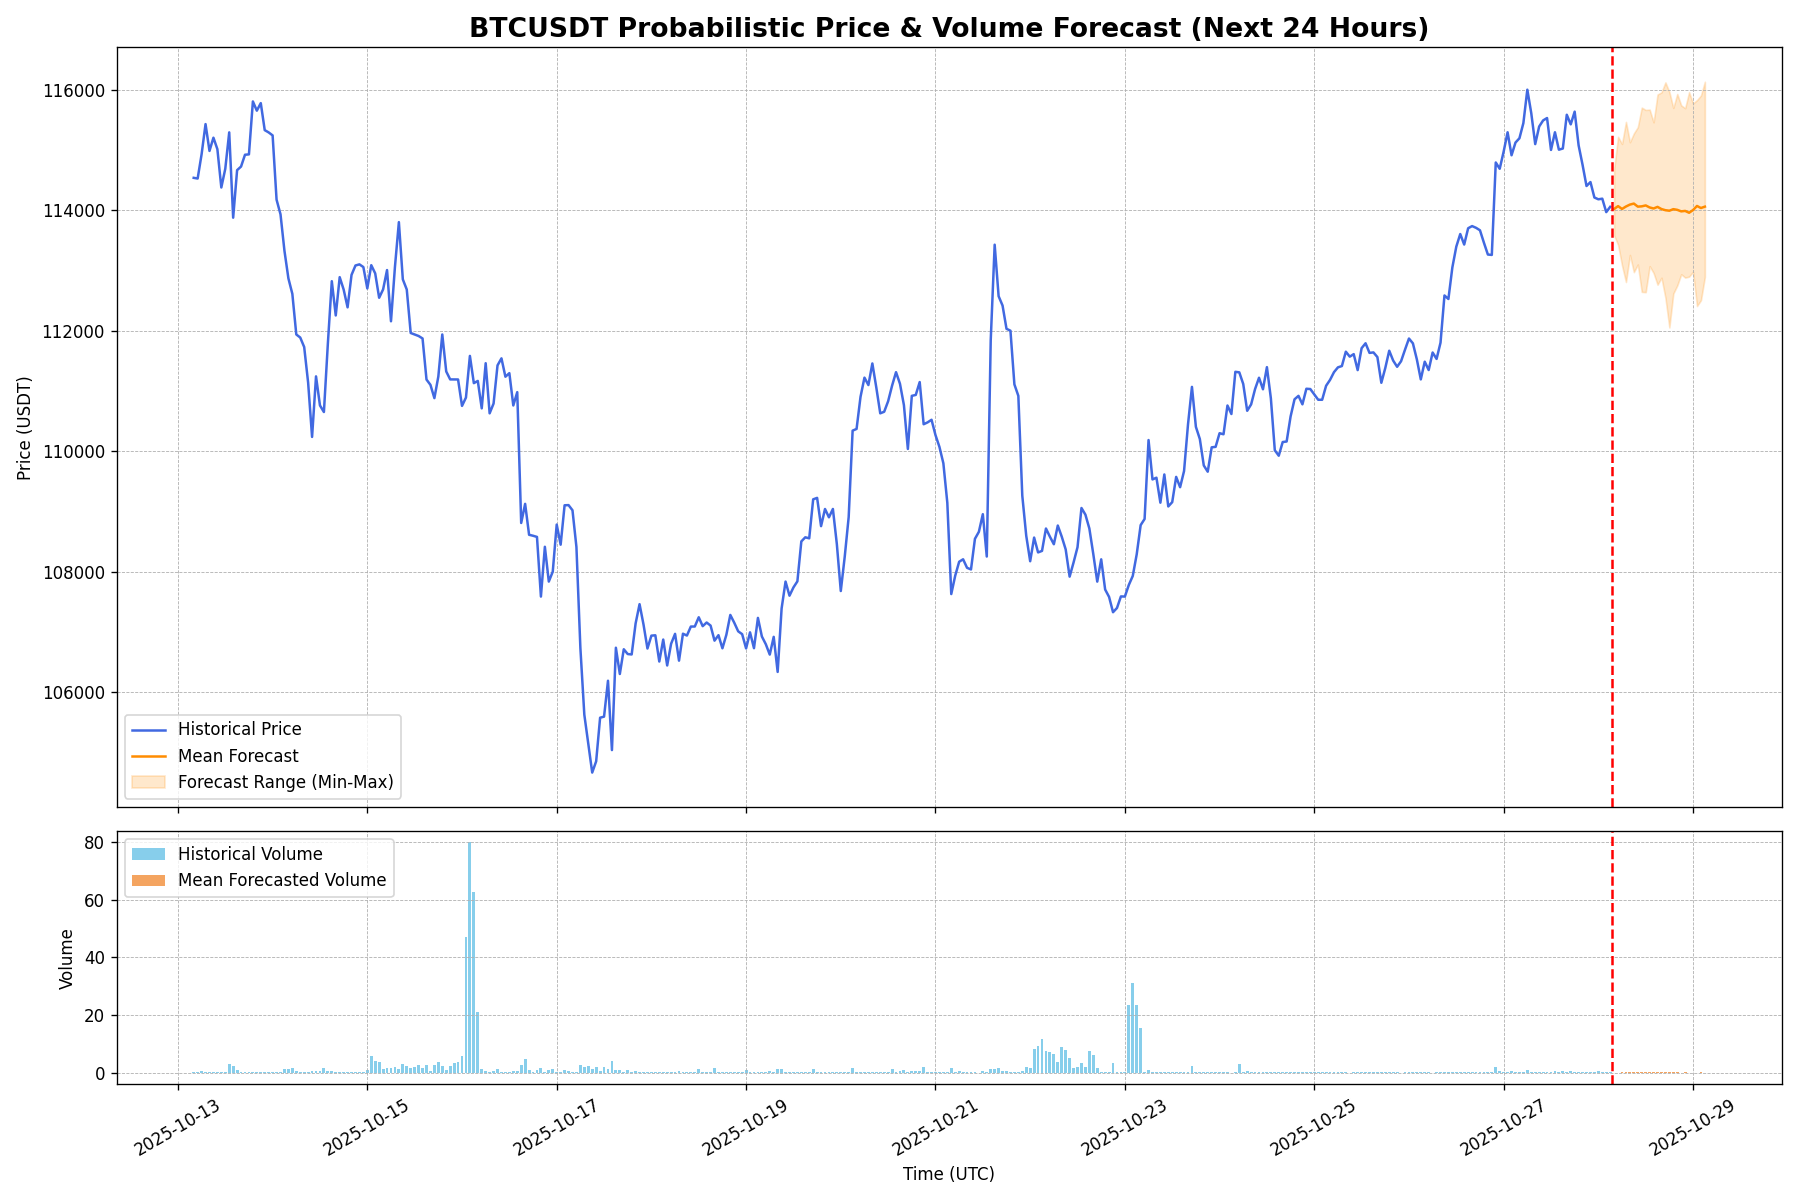 BTCUSDT Probabilistic Price & Volume Forecast (Next 24 Hours)
116000
114000
112000
110000
108000
106000
Price (USDT)
Historical Price
Mean Forecast
Forecast Range (Min-Max)
80
60
40
20
0
Volume
Historical Volume
Mean Forecasted Volume
2025-10-13
2025-10-15
2025-10-17
2025-10-19
2025-10-21
2025-10-23
2025-10-25
2025-10-27
2025-10-29
Time (UTC)